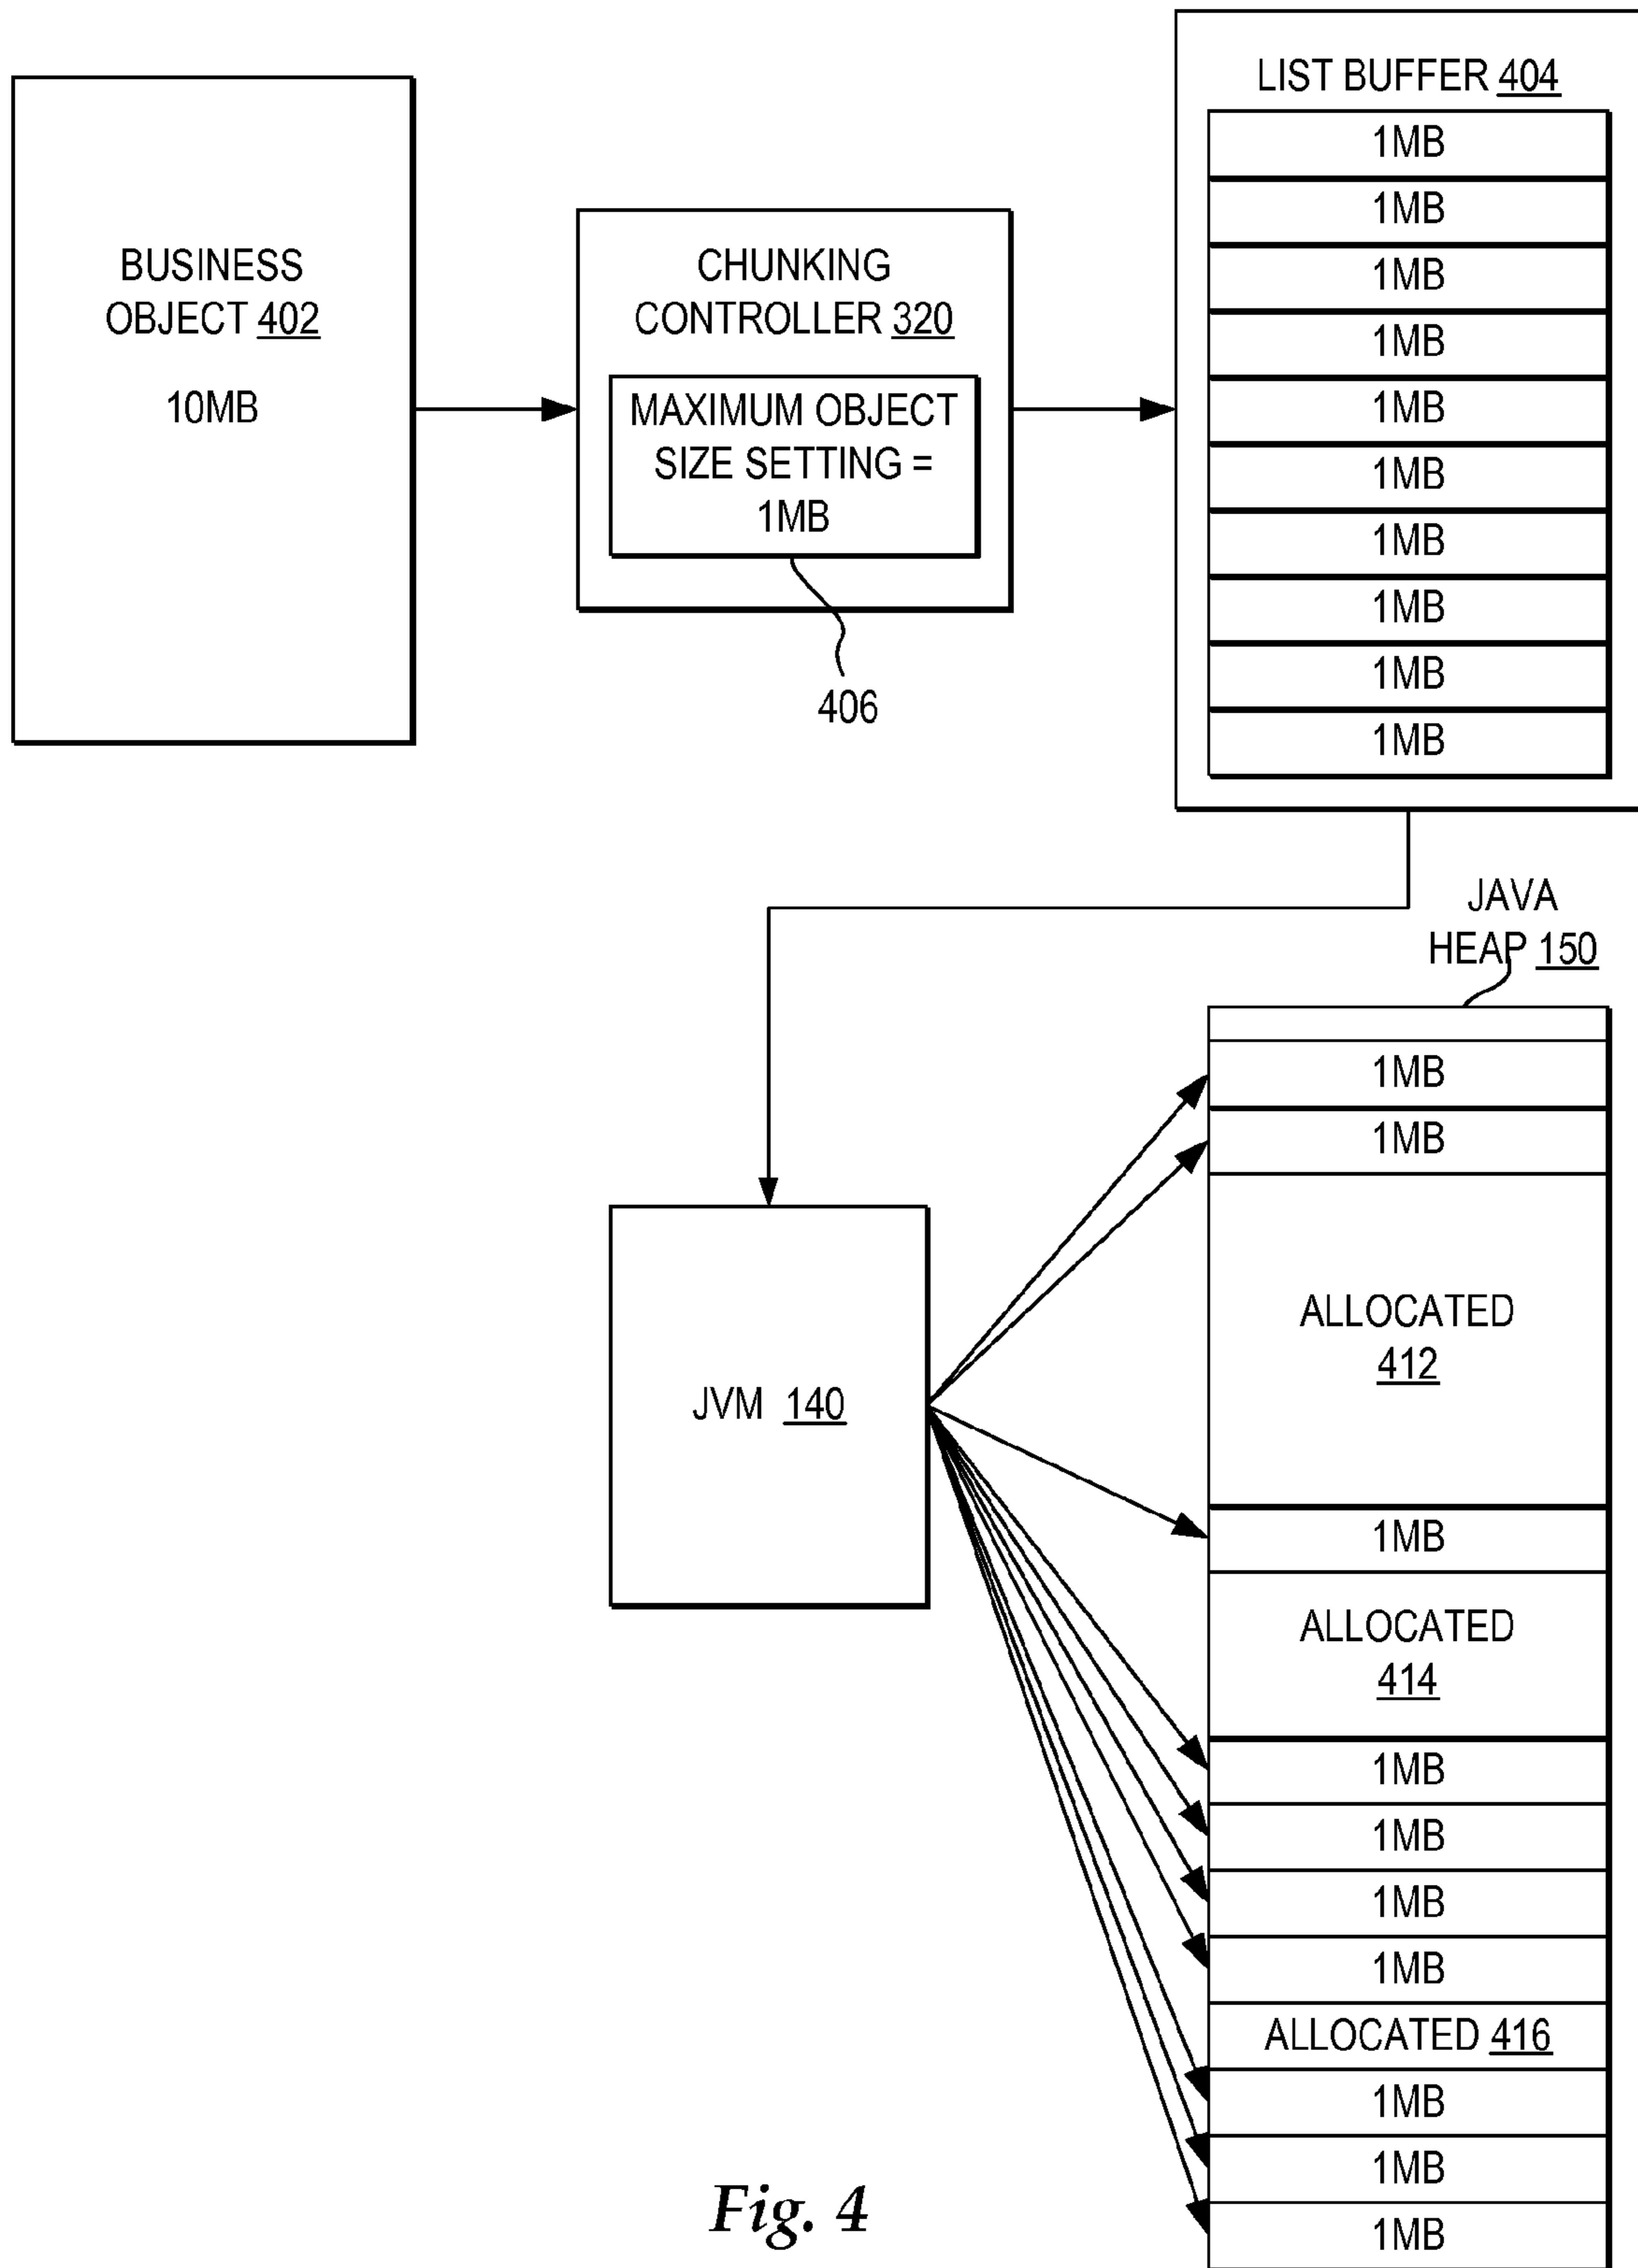 BUSINESS
OBJECT 402
10MB
CHUNKING
CONTROLLER 320
MAXIMUM OBJECT
SIZE SETTING =
1MB
406
LIST BUFFER 404
1MB
1MB
1MB
1MB
1MB
1MB
1MB
1MB
1MB
1MB
JAVA
HEAP 150
JVM 140
1MB
1MB
ALLOCATED
412
1MB
ALLOCATED
414
1MB
1MB
1MB
1MB
ALLOCATED 416
1MB
1MB
1MB
Fig. 4